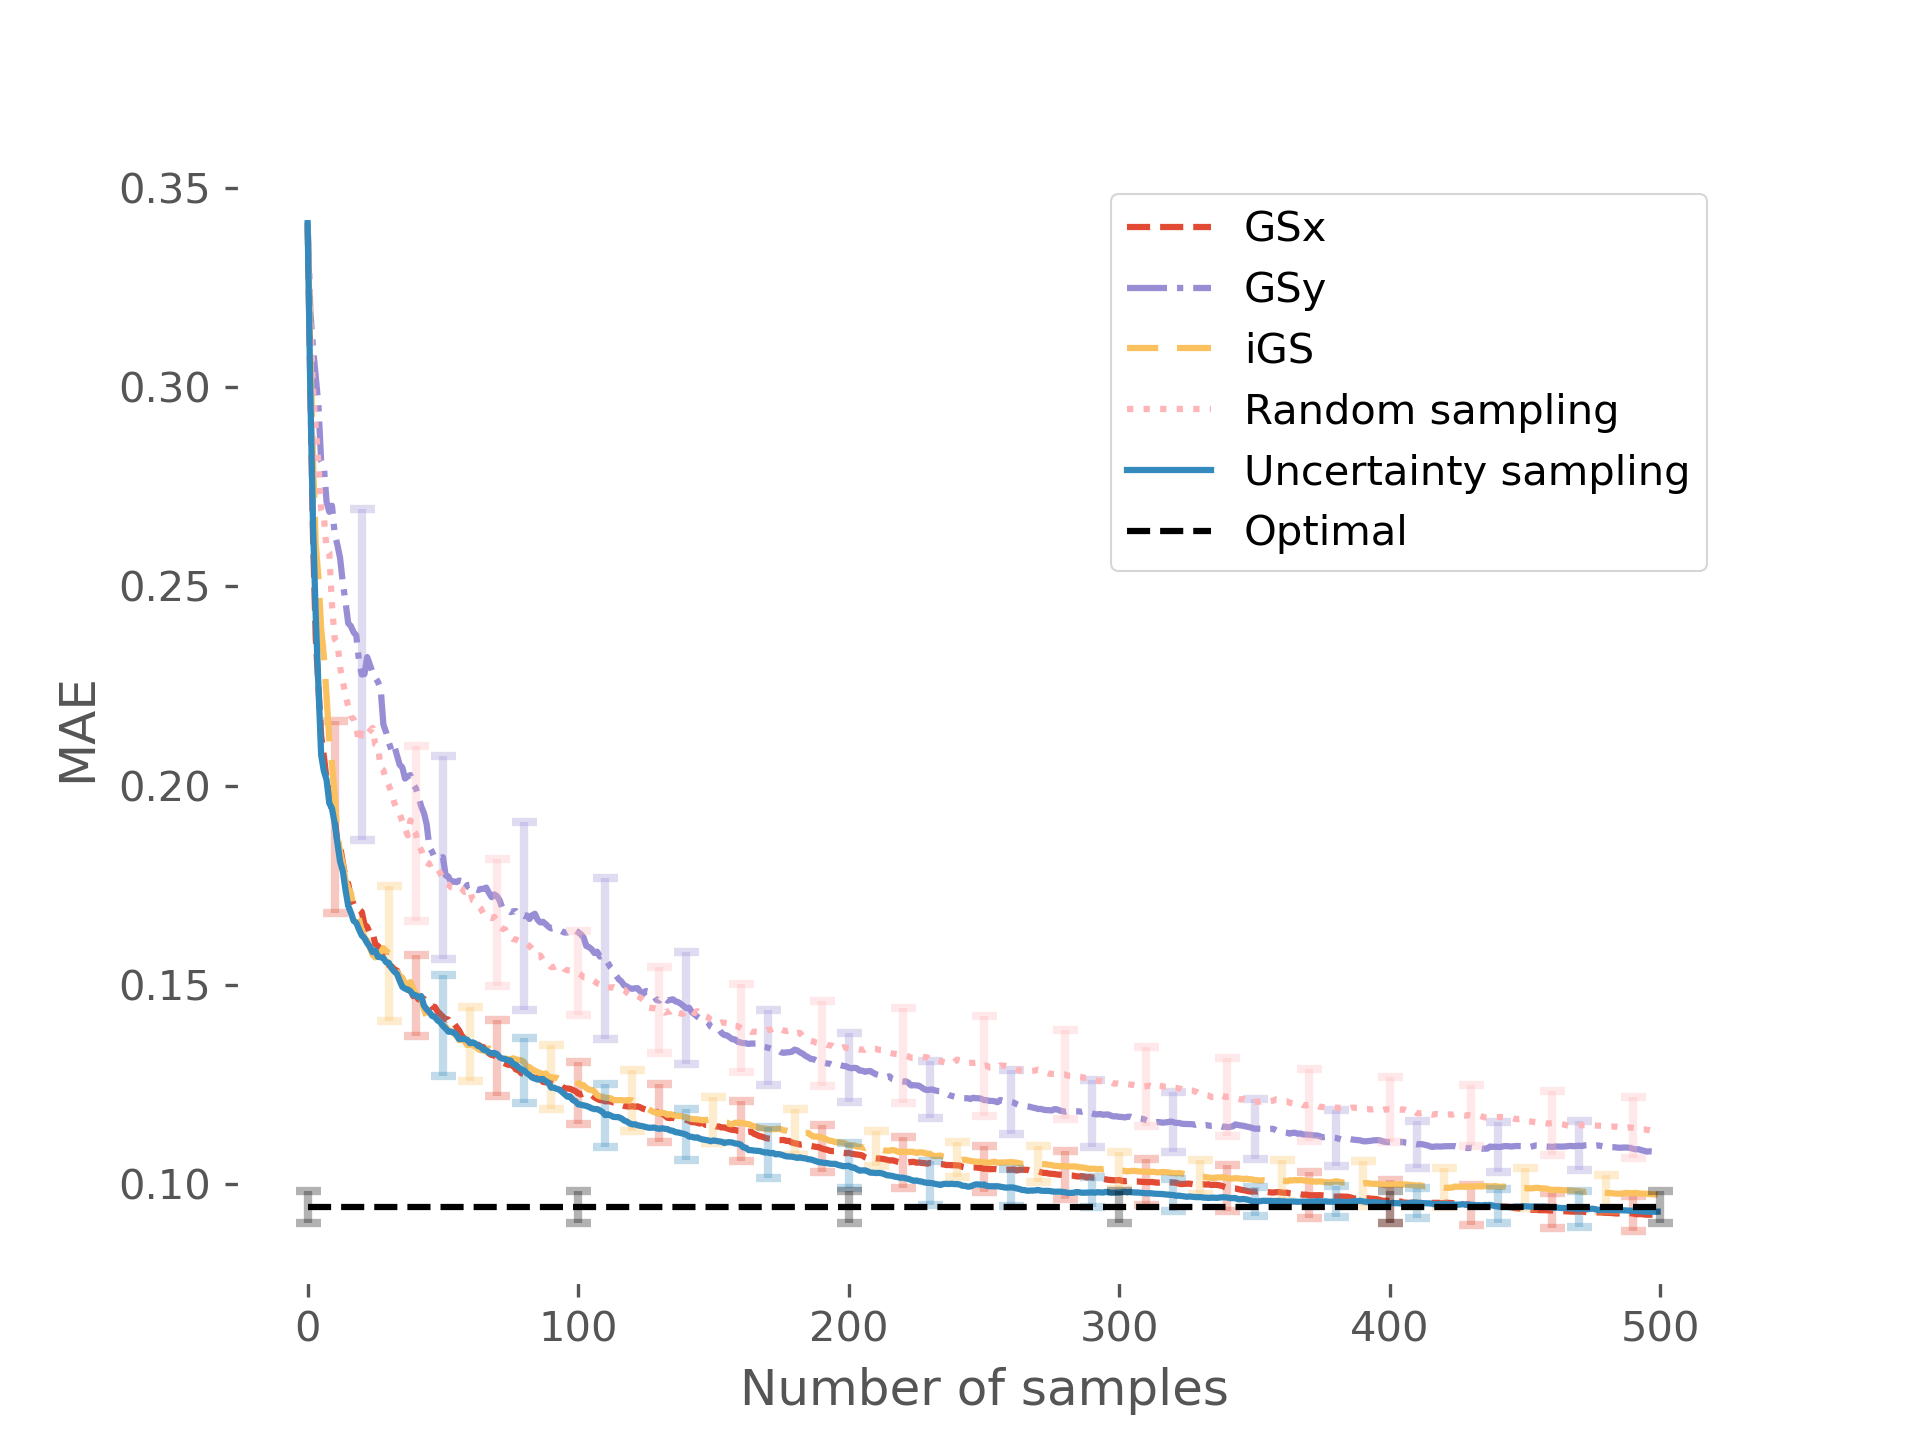 0.35
0.30
0.25
0.20
0.15
0.10
MAE
GSx
GSy
iGS
Random sampling
Uncertainty sampling
Optimal
0 100 200 300 400 500
Number of samples